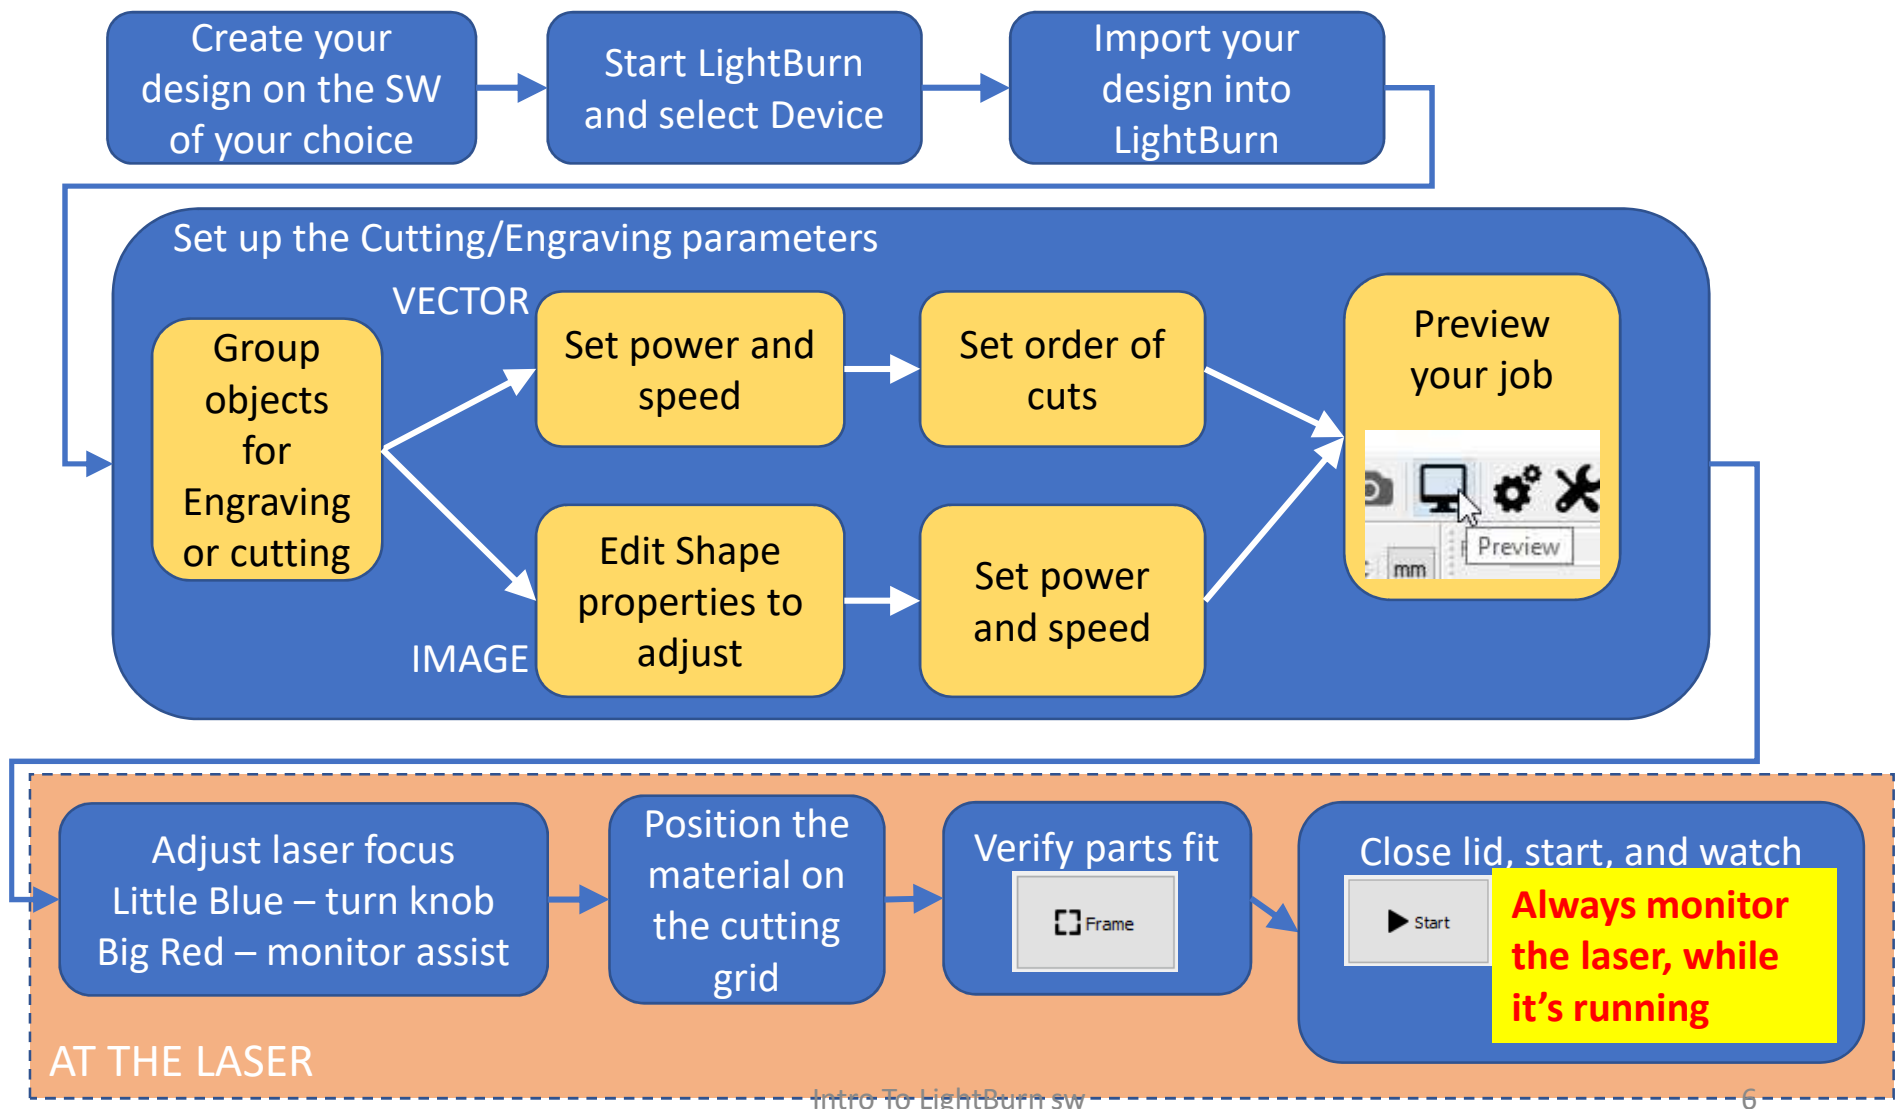 Create your
design on the SW
of your choice
Start LightBurn
and select Device
Import your
design into
LightBurn
Set up the Cutting/Engraving parameters
VECTOR
Group
objects
for
Engraving
or cutting
Set power and
speed
Set order of
cuts
Preview
your job
Preview
mm
IMAGE
Edit Shape
properties to
adjust
Set power
and speed
Adjust laser focus
Little Blue – turn knob
Big Red – monitor assist
Position the
material on
the cutting
grid
Verify parts fit
Frame
Close lid, start, and watch
Start
Always monitor
the laser, while
it's running
AT THE LASER
Intro To LightBurn sw
6